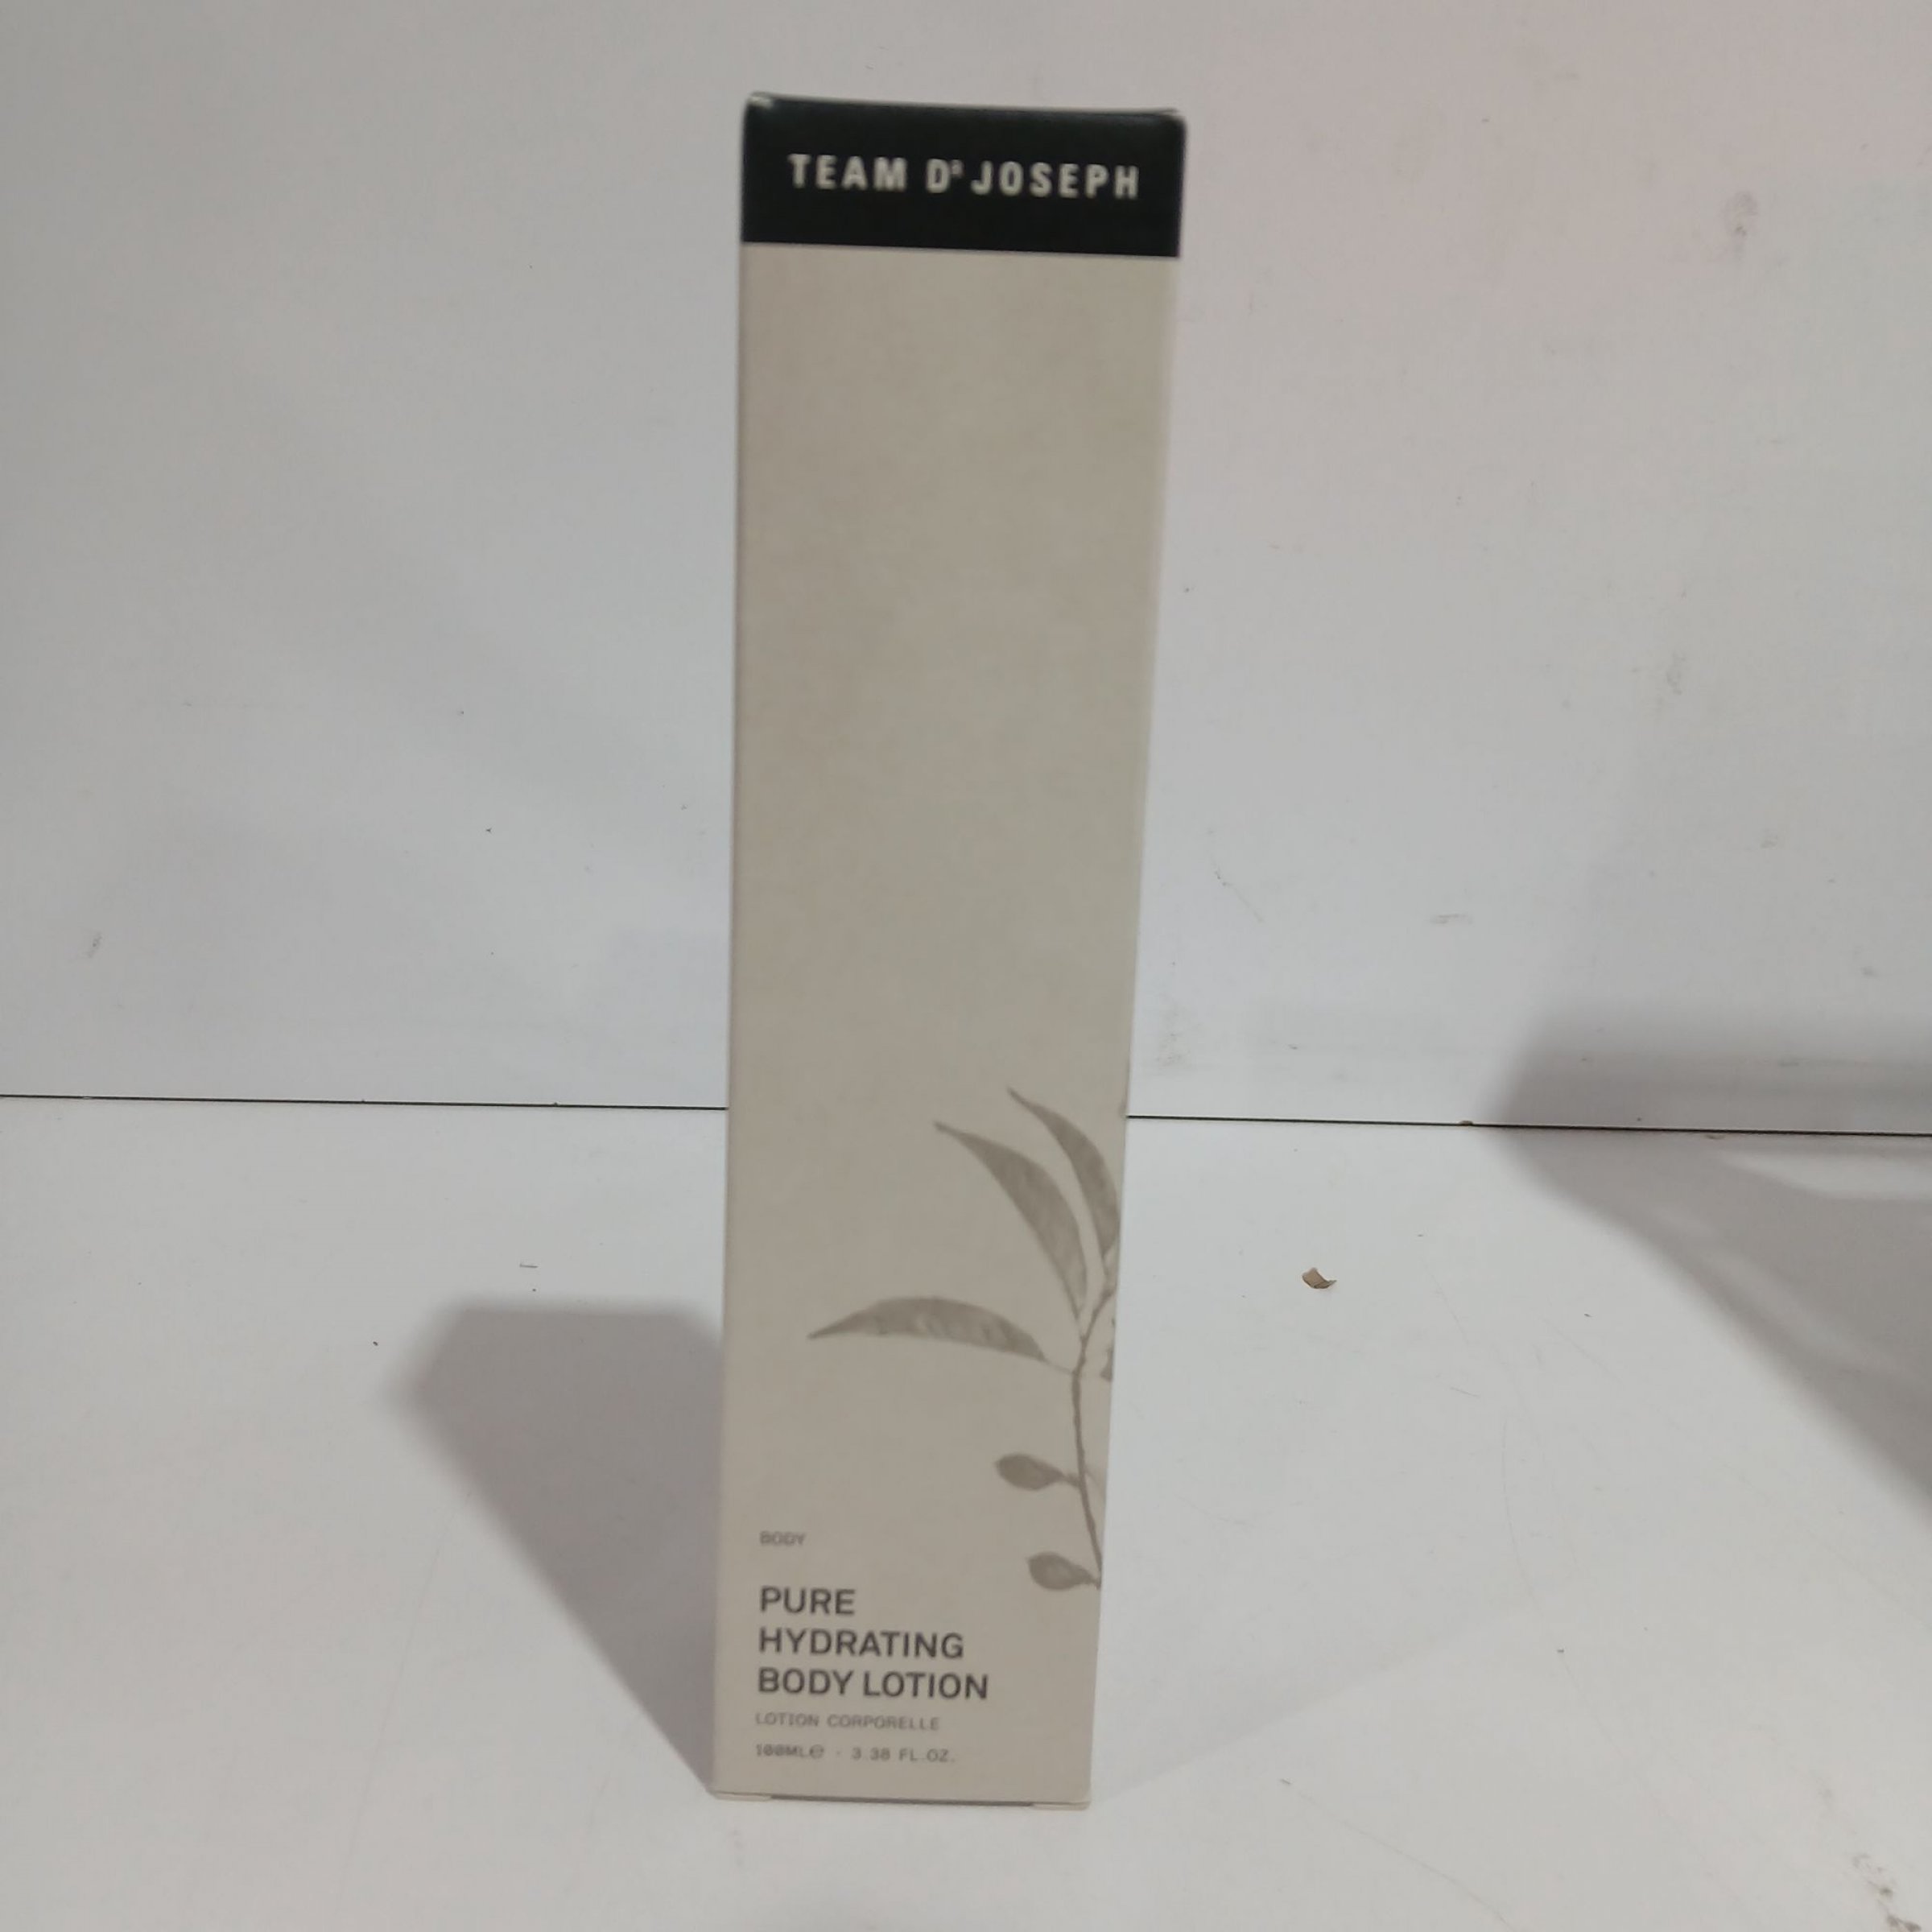 TEAM DR JOSEPH
BODY
PURE
HYDRATING
BODY LOTION
LOTION CORPORELLE
100ML℮ · 3.38 FL.OZ.